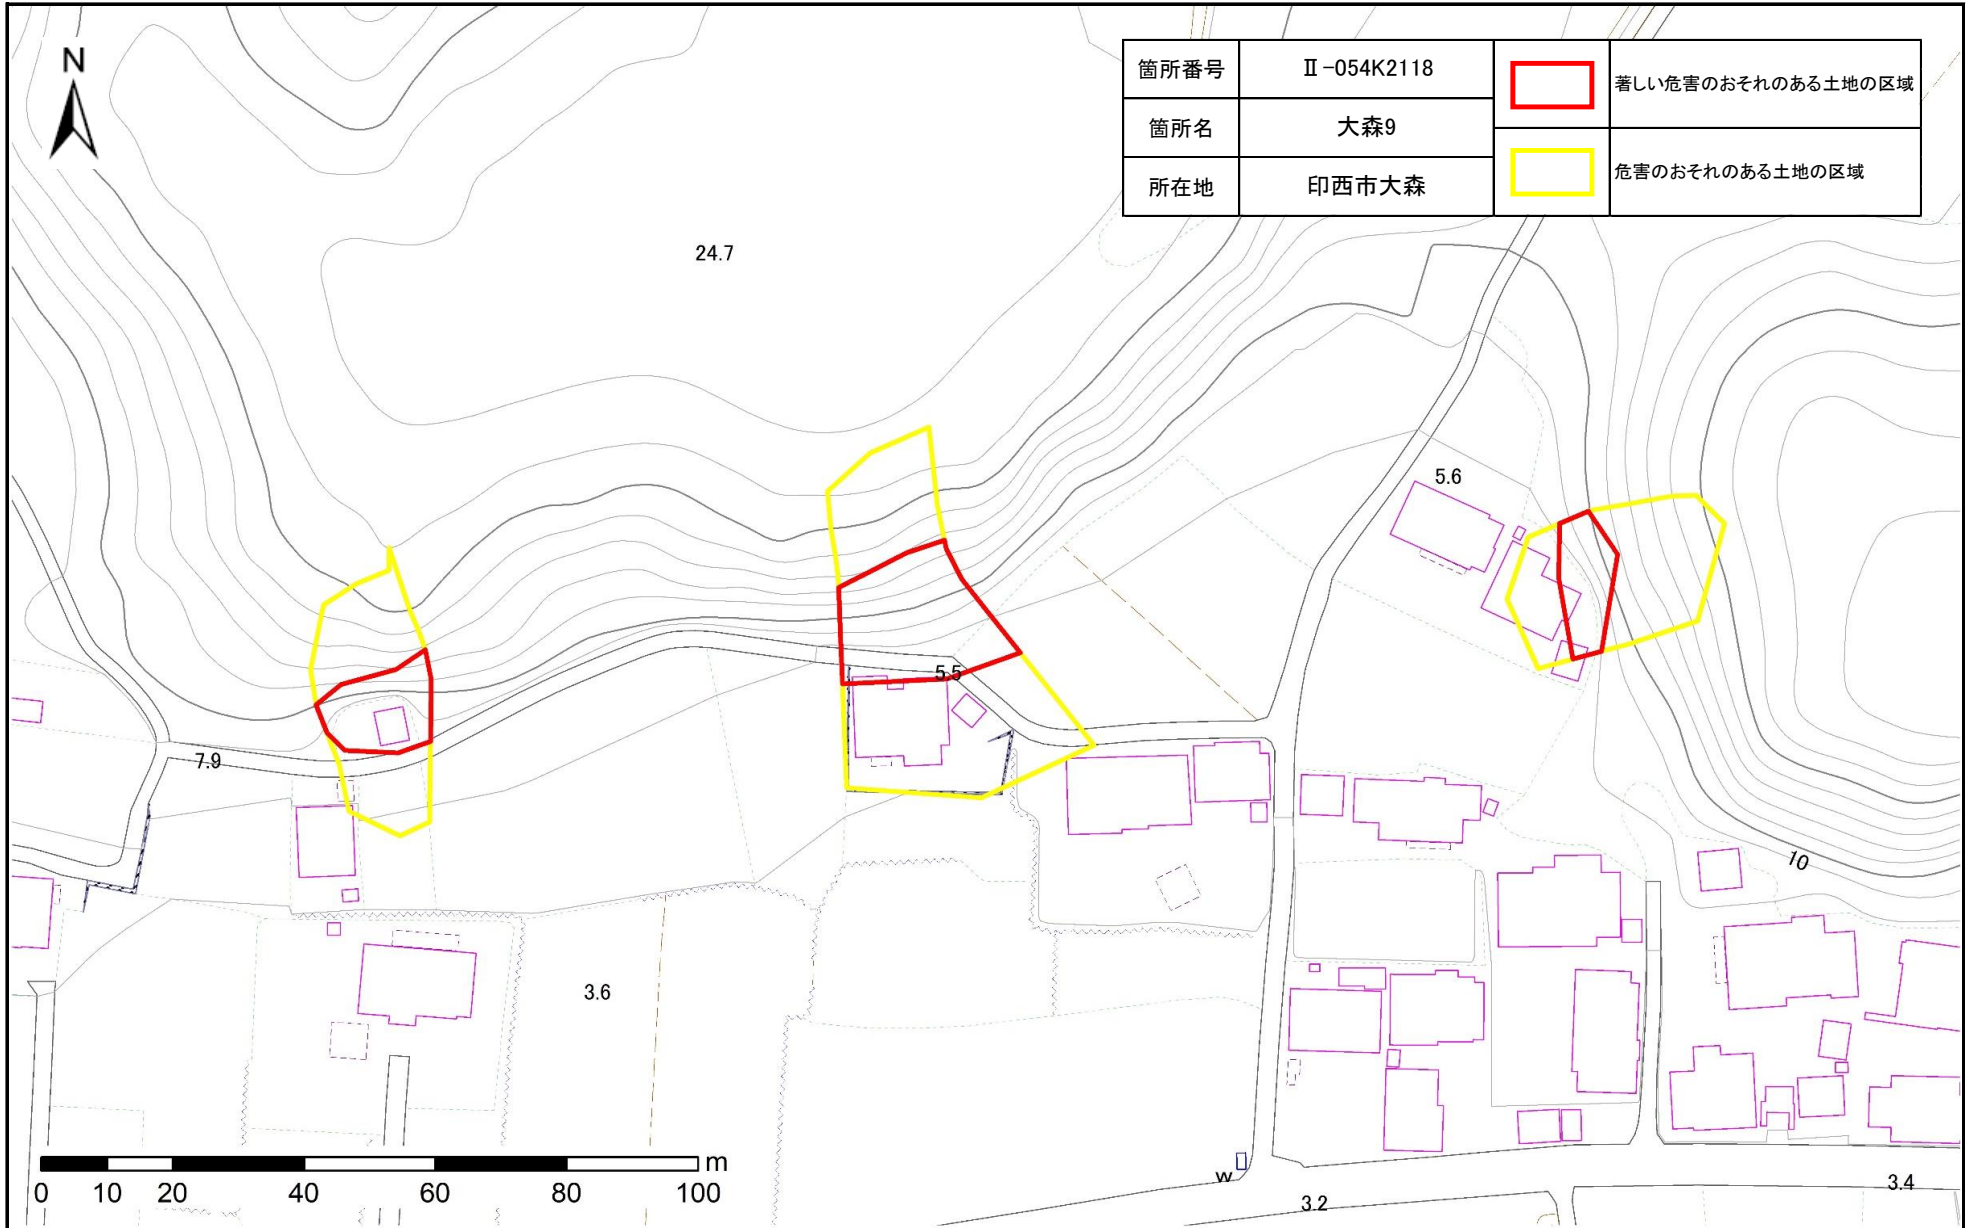 N
箇所番号 Ⅱ-054K2118 著しい危害のおそれのある土地の区域
箇所名 大森9
危害のおそれのある土地の区域
所在地 印西市大森
24.7
5.6
5.5
7.9
10
3.6
m
0 10 20 40 60 80 100
w
3.2
3.4